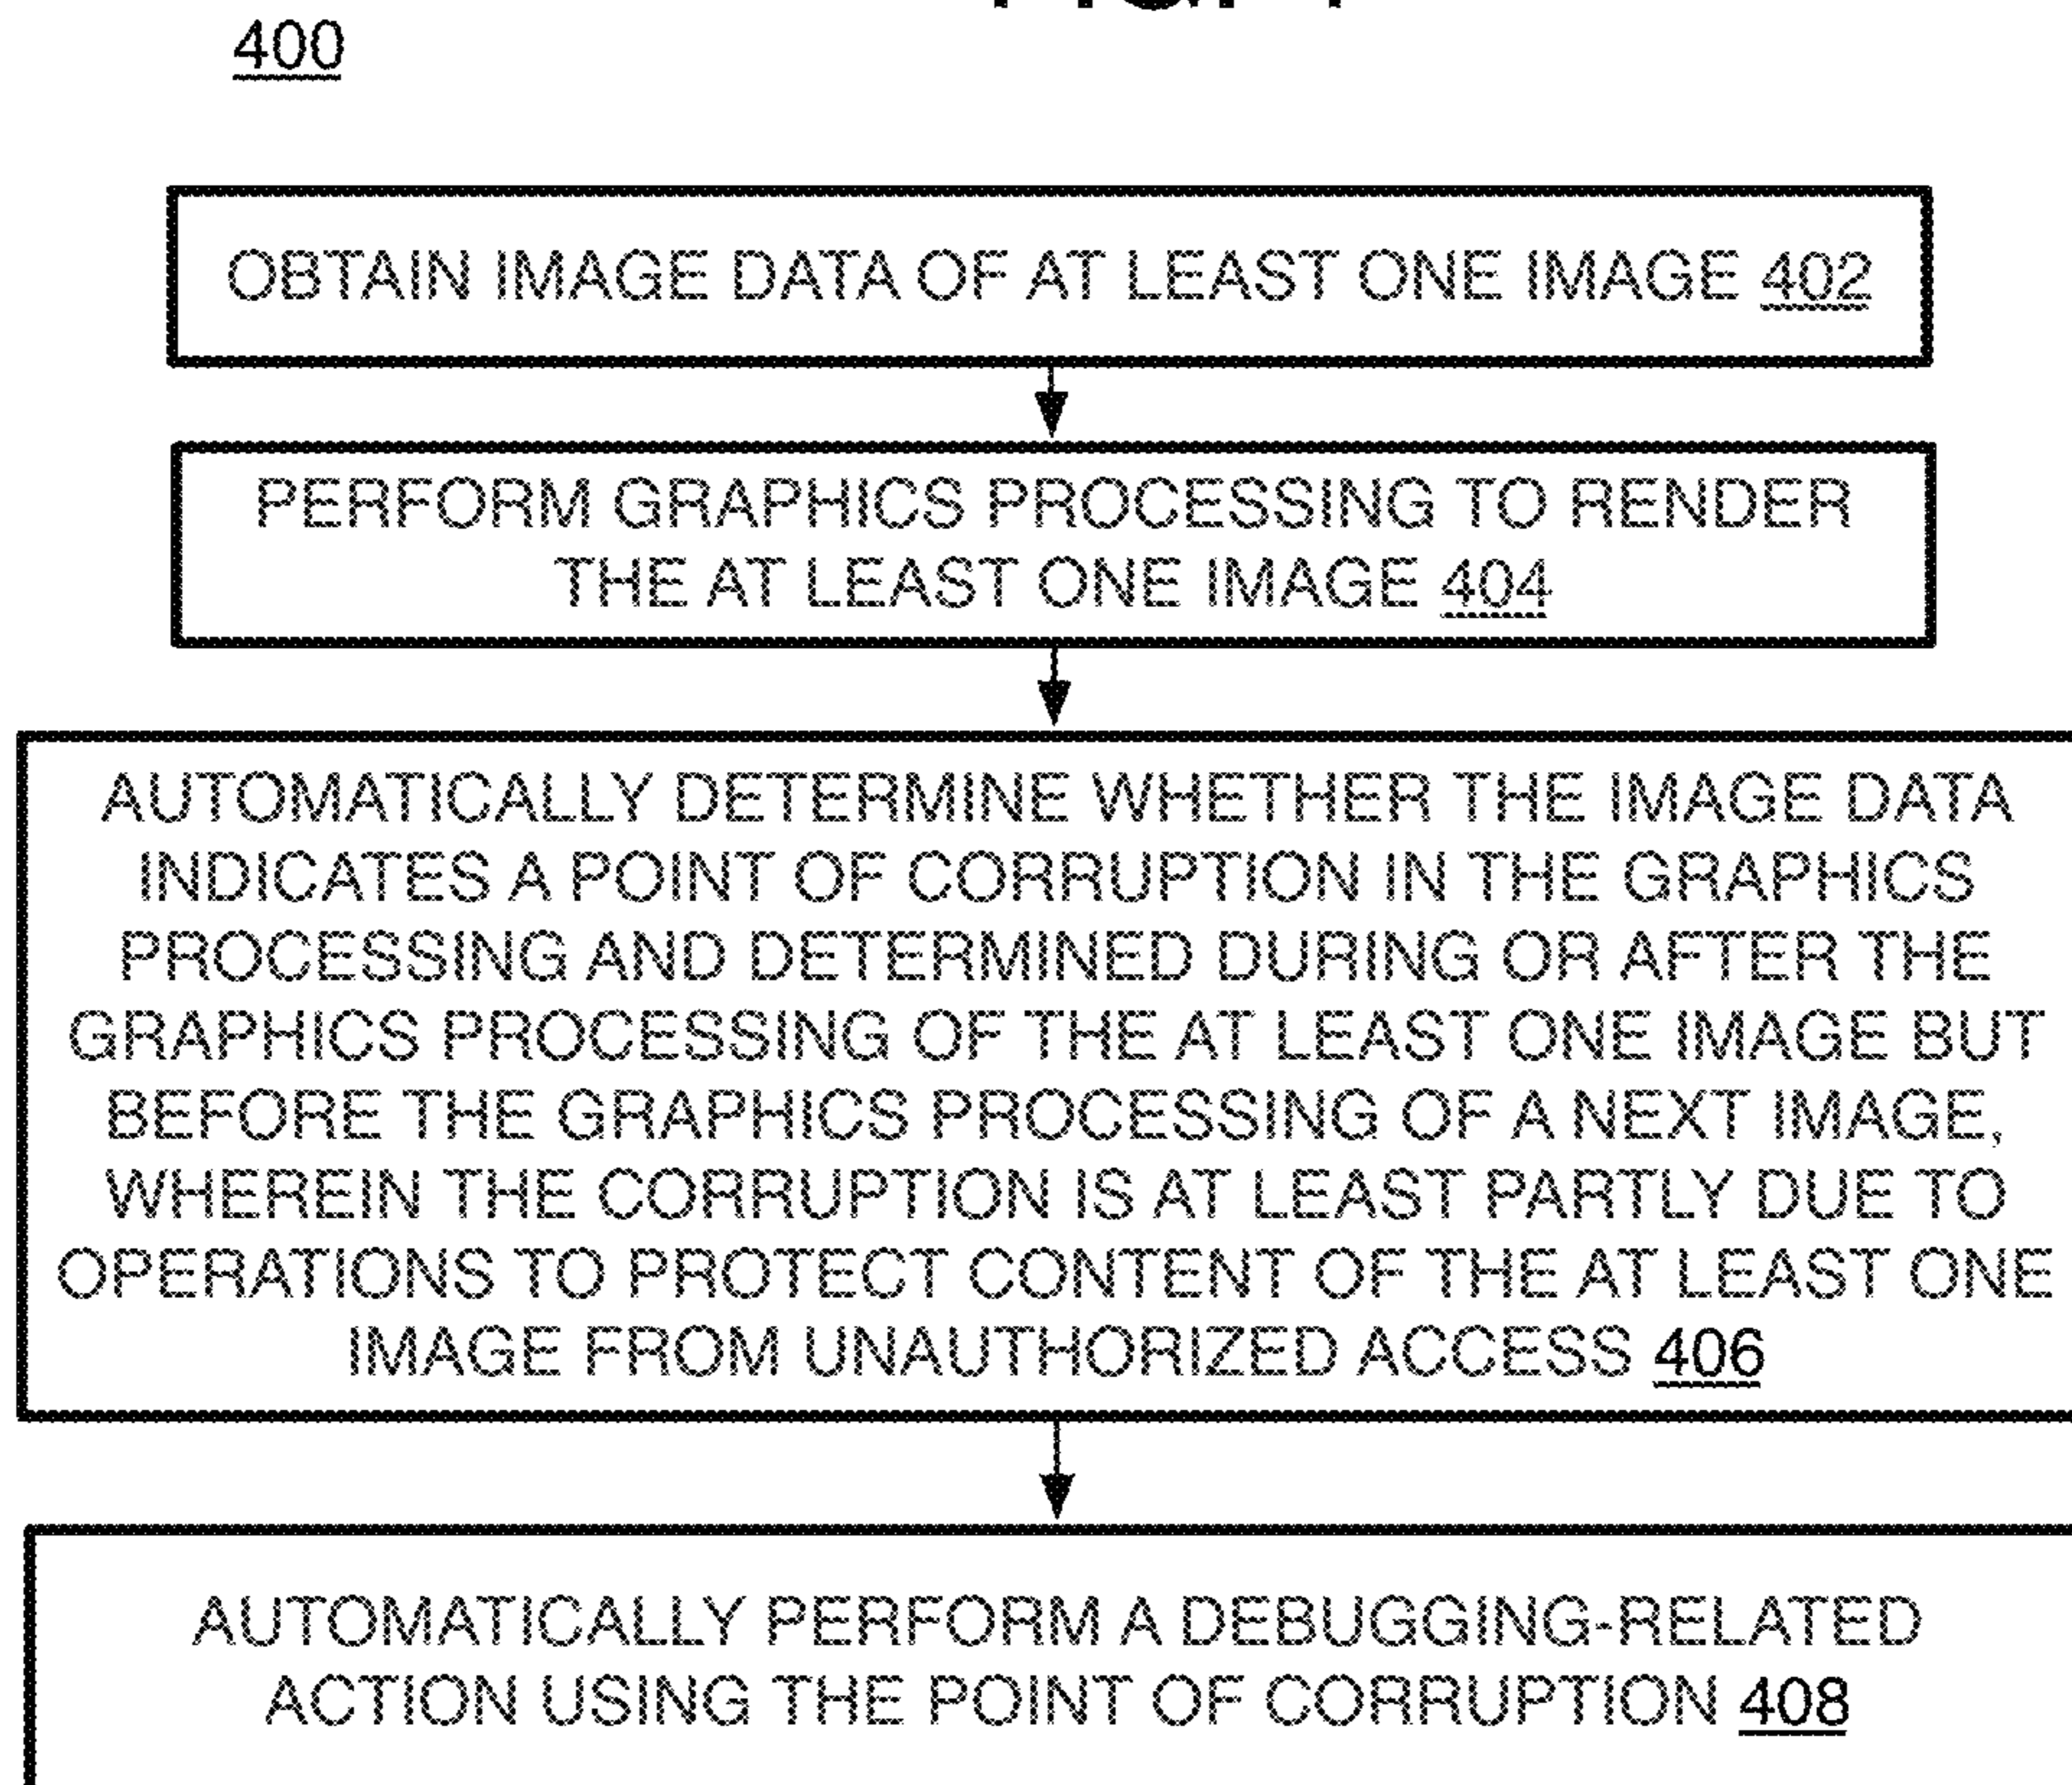 400
OBTAIN IMAGE DATA OF AT LEAST ONE IMAGE 402
PERFORM GRAPHICS PROCESSING TO RENDER
THE AT LEAST ONE IMAGE 404
AUTOMATICALLY DETERMINE WHETHER THE IMAGE DATA
INDICATES A POINT OF CORRUPTION IN THE GRAPHICS
PROCESSING AND DETERMINED DURING OR AFTER THE
GRAPHICS PROCESSING OF THE AT LEAST ONE IMAGE BUT
BEFORE THE GRAPHICS PROCESSING OF A NEXT IMAGE,
WHEREIN THE CORRUPTION IS AT LEAST PARTLY DUE TO
OPERATIONS TO PROTECT CONTENT OF THE AT LEAST ONE
IMAGE FROM UNAUTHORIZED ACCESS 406
AUTOMATICALLY PERFORM A DEBUGGING-RELATED
ACTION USING THE POINT OF CORRUPTION 408